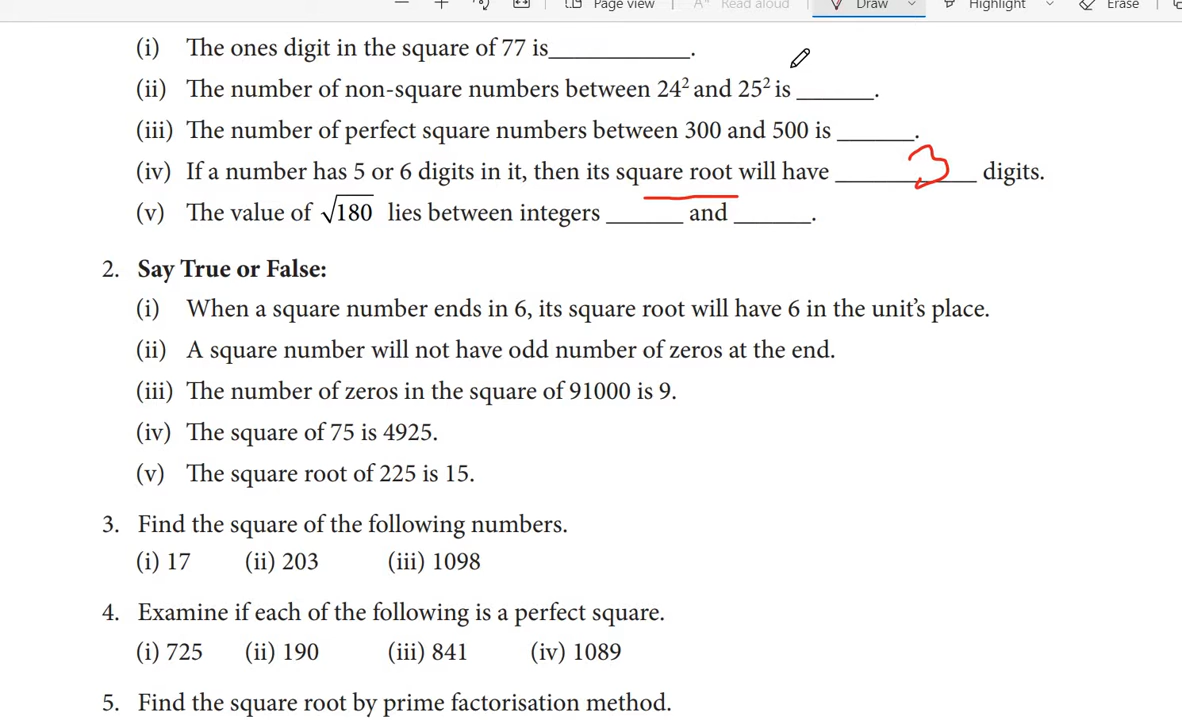 Page view | A Read aloud | Draw Highlight Erase
(i) The ones digit in the square of 77 is____________.
(ii) The number of non-square numbers between 24² and 25² is ______.
(iii) The number of perfect square numbers between 300 and 500 is ______.
(iv) If a number has 5 or 6 digits in it, then its square root will have ______3______ digits.
(v) The value of √180 lies between integers ______ and ______.
2. Say True or False:
(i) When a square number ends in 6, its square root will have 6 in the unit's place.
(ii) A square number will not have odd number of zeros at the end.
(iii) The number of zeros in the square of 91000 is 9.
(iv) The square of 75 is 4925.
(v) The square root of 225 is 15.
3. Find the square of the following numbers.
(i) 17 (ii) 203 (iii) 1098
4. Examine if each of the following is a perfect square.
(i) 725 (ii) 190 (iii) 841 (iv) 1089
5. Find the square root by prime factorisation method.